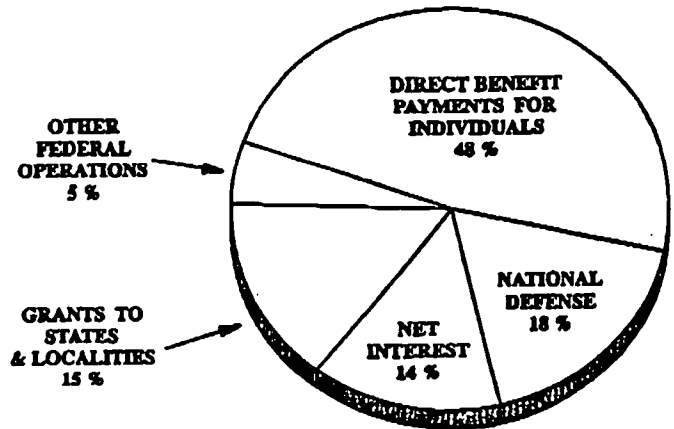 DIRECT BENEFIT
PAYMENTS FOR
INDIVIDUALS
48 %
OTHER
FEDERAL
OPERATIONS
5 %
NATIONAL
DEFENSE
18 %
GRANTS TO
STATES
& LOCALITIES
15 %
NET
INTEREST
14 %